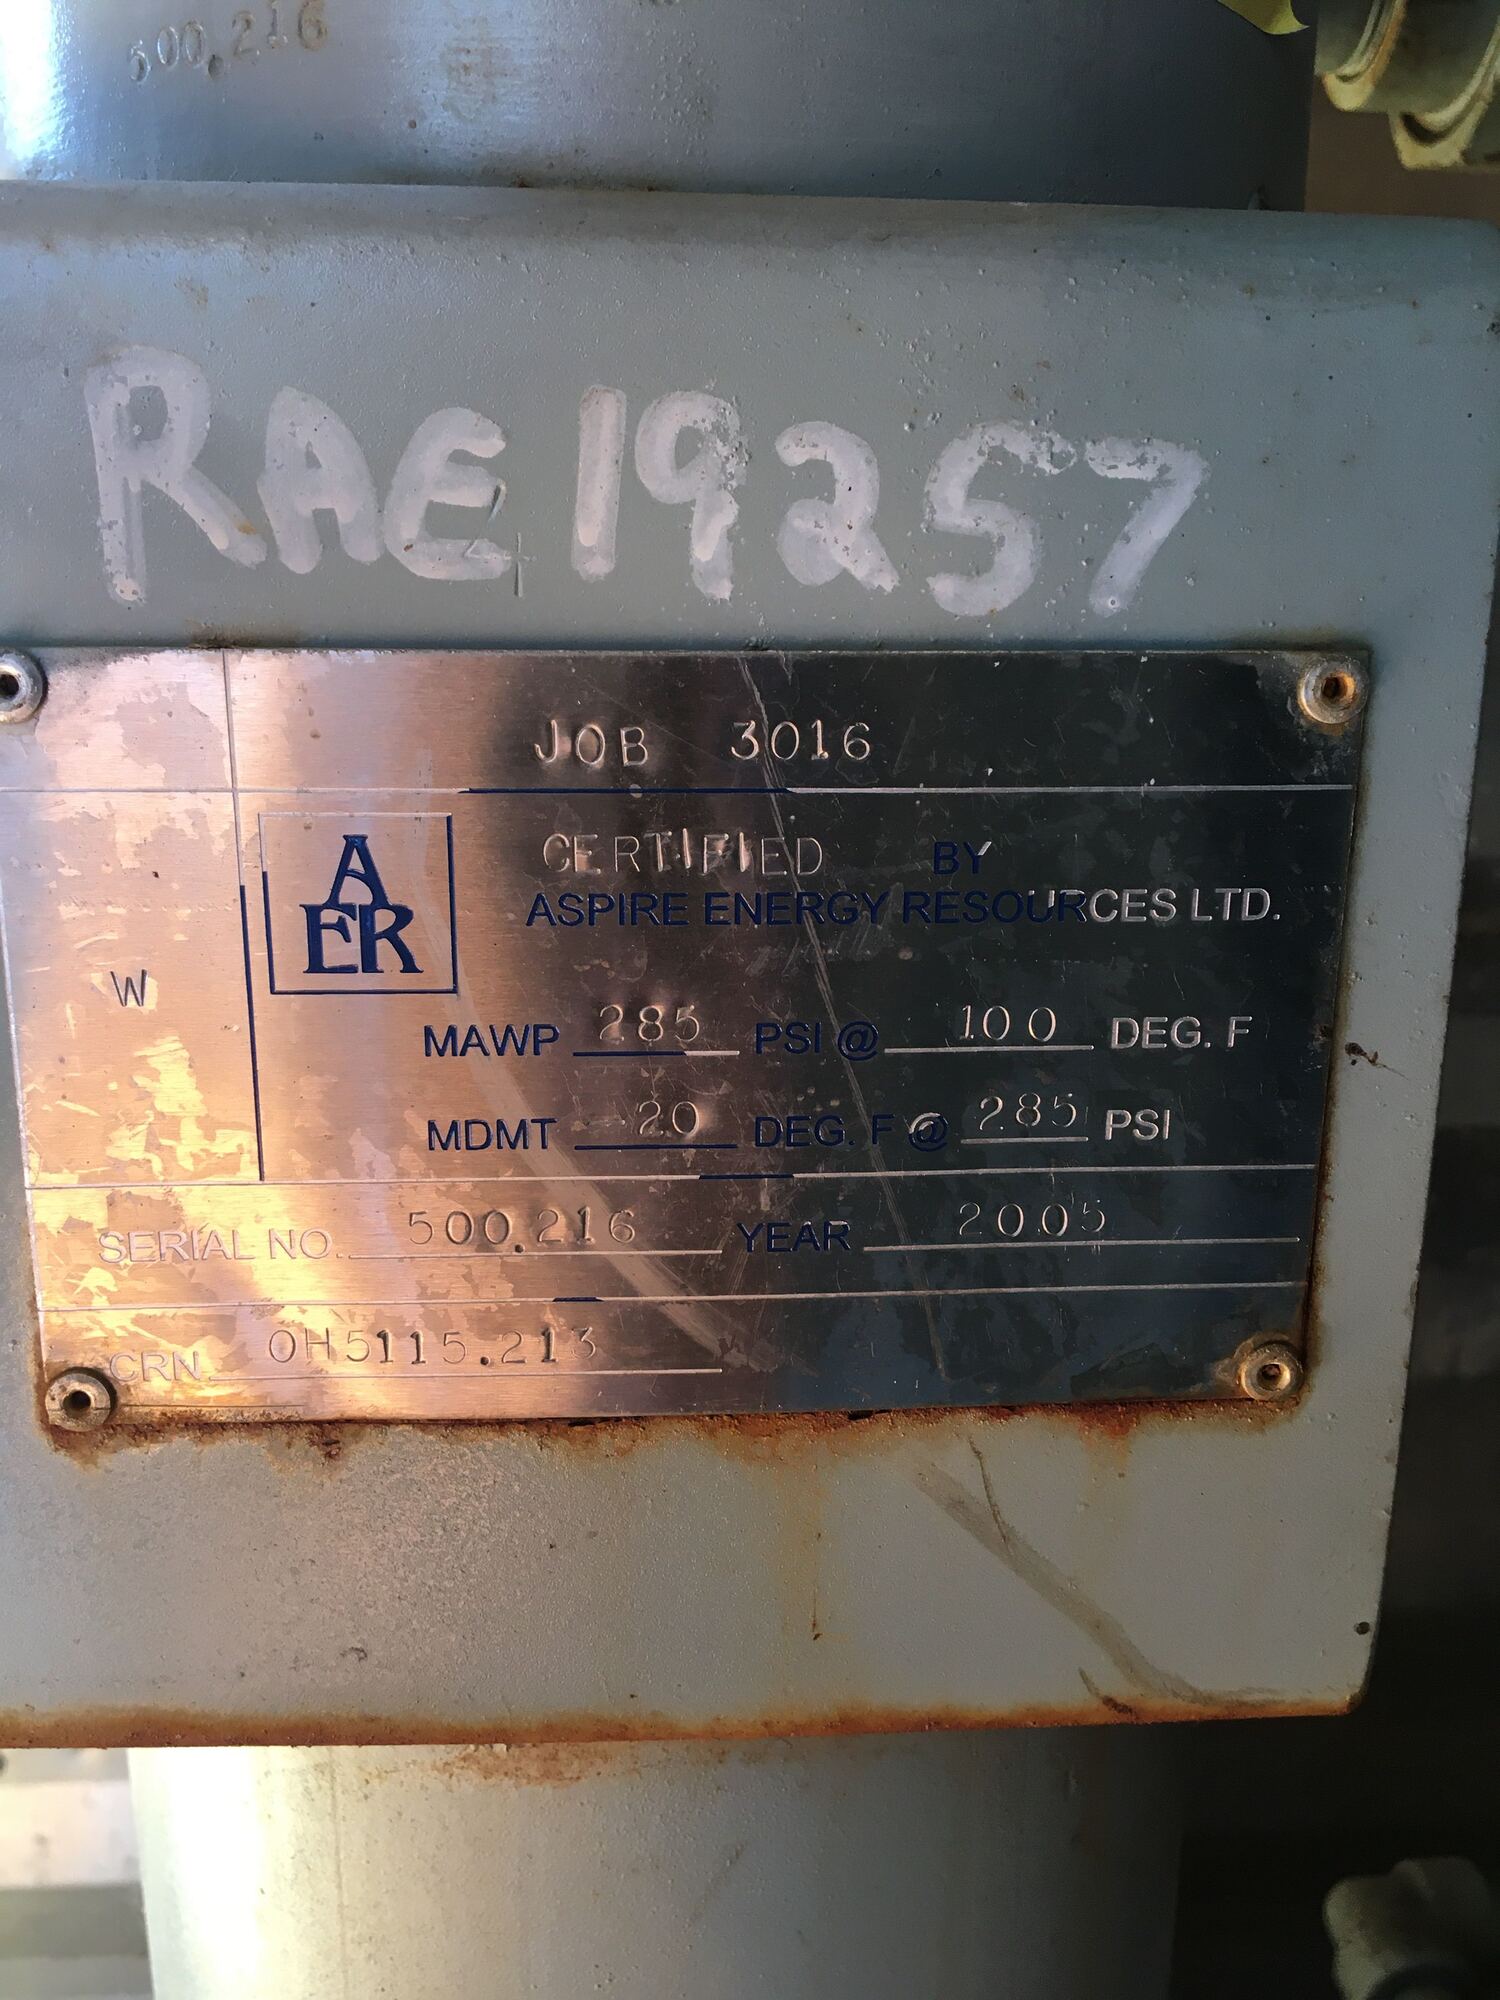 500.216
RAE19257
JOB 3016
A
ER
CERTIFIED BY
ASPIRE ENERGY RESOURCES LTD.
W
MAWP 285 PSI @ 100 DEG. F
MDMT -20 DEG. F @ 285 PSI
SERIAL NO. 500.216 YEAR 2005
CRN 0H5115.213